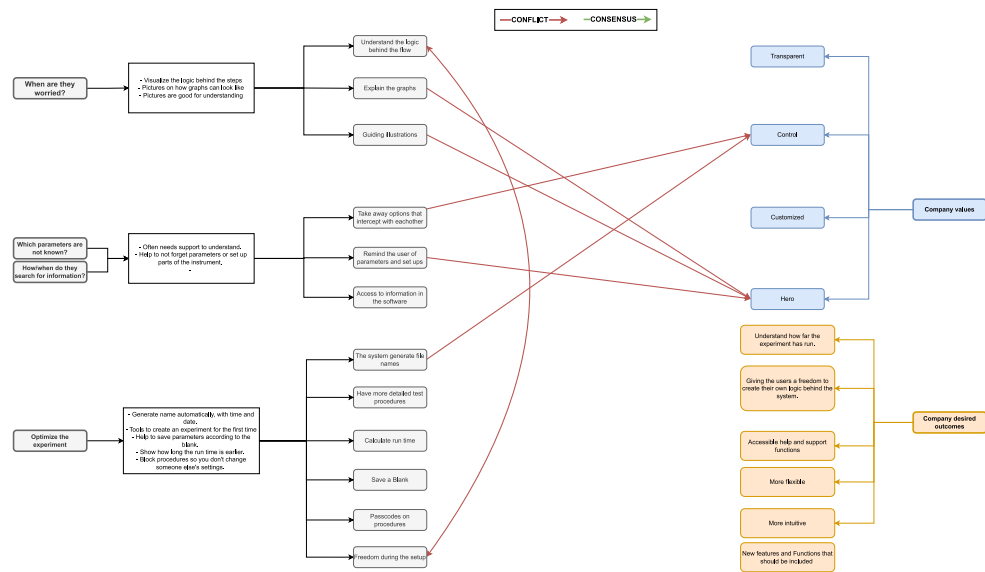 CONFLICT
CONSENSUS
When are they
worried?
- Visualize the logic behind the steps
- Pictures on how graphs can look like
- Pictures are good for understanding
Understand the logic
behind the flow
Explain the graphs
Guiding illustrations
Which parameters are
not known?
How/when do they
search for information?
- Often needs support to understand.
- Help to not forget parameters or set up
parts of the instrument.
-
Take away options that
intercept with eachother
Remind the user of
parameters and set ups
Access to information in
the software
Optimize the
experiment
- Generate name automatically, with time and
date.
- Tools to create an experiment for the first time
- Help to save parameters according to the
blank.
- Show how long the run time is earlier.
- Block procedures so you don't change
someone else's settings.
The system generate file
names
Have more detailed test
procedures
Calculate run time
Save a Blank
Passcodes on
procedures
Freedom during the setup
Transparent
Control
Customized
Hero
Company values
Understand how far the
experiment has run.
Giving the users a freedom to
create their own logic behind the
system.
Accessible help and support
functions
More flexible
More intuitive
New features and Functions that
should be included
Company desired
outcomes